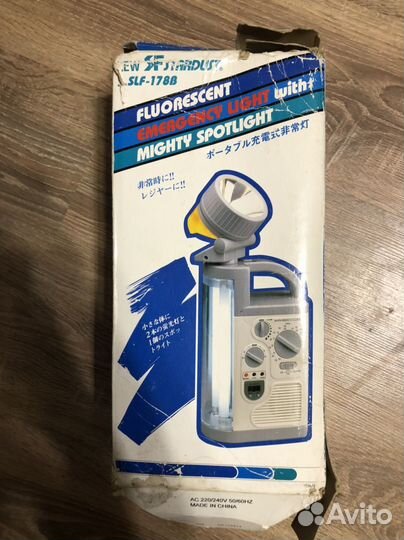 EW SF STARDUST
SLF-178B
FLUORESCENT
EMERGENCY LIGHT with
MIGHTY SPOTLIGHT
ポータブル充電式非常灯
非常時に!!
レジャーに!!
小さな体に
2本の蛍光灯と
1個のスポッ
トライト
AC 220/240V 50/60HZ
MADE IN CHINA
Avito